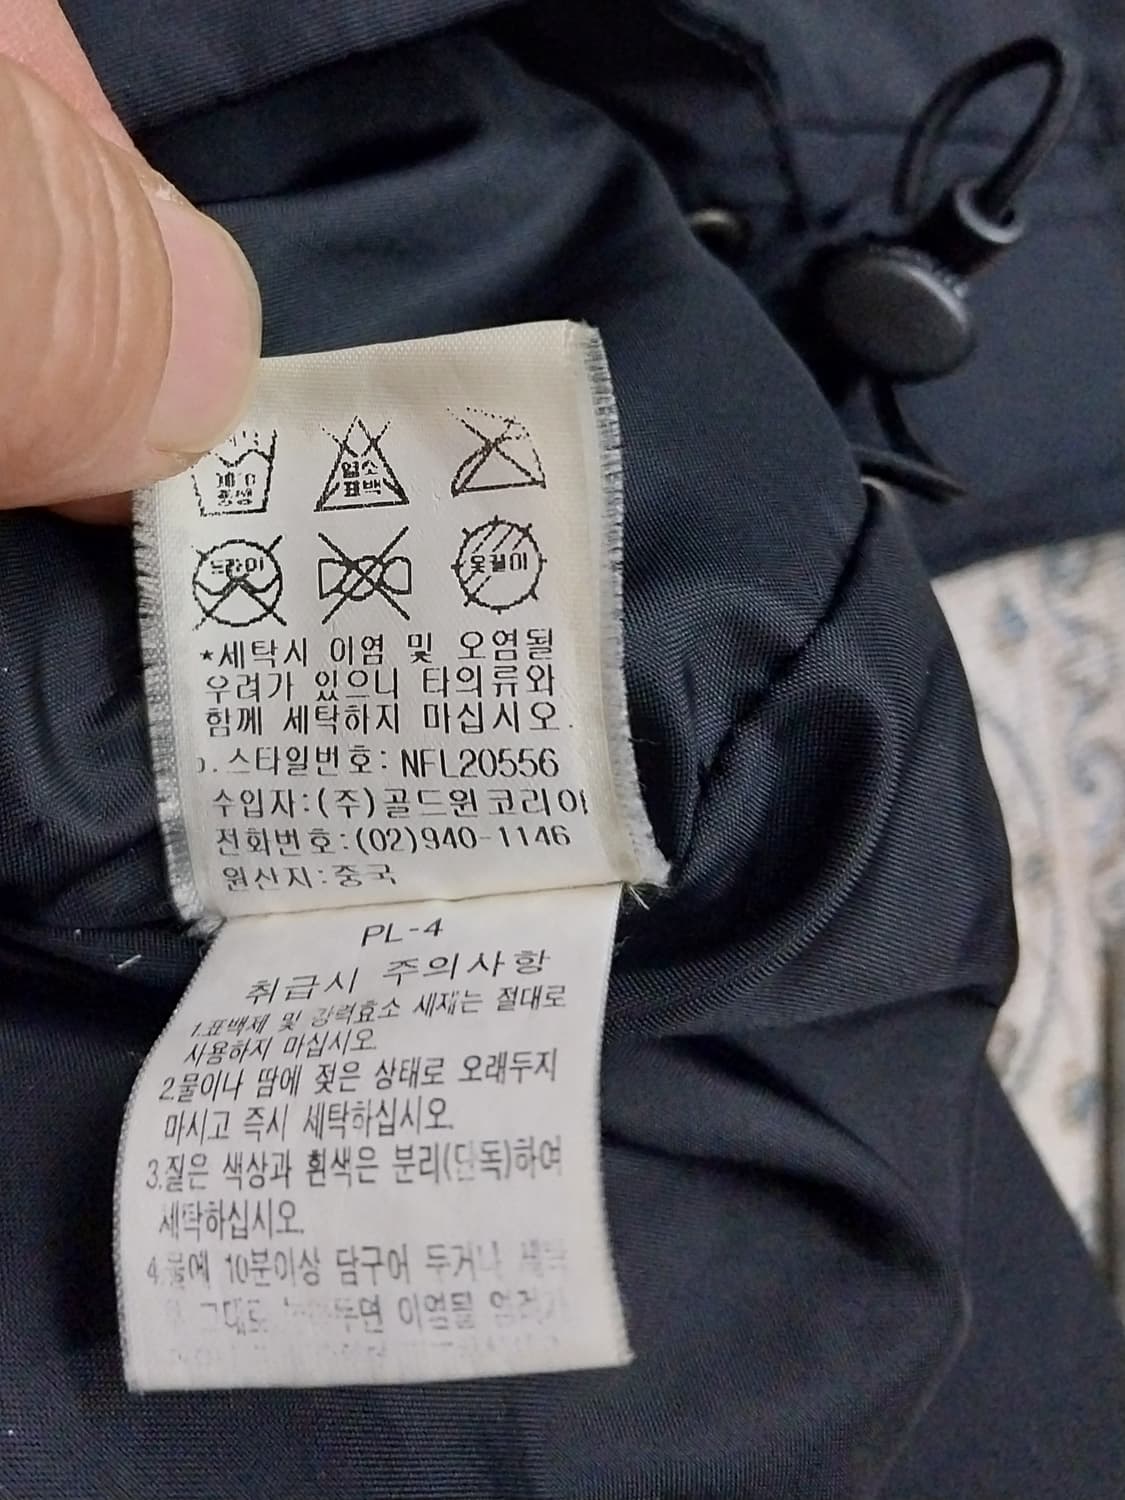 중성
염소
표백
드라이
옷걸이
*세탁시 이염 및 오염될
우려가 있으니 타의류와
함께 세탁하지 마십시오.
스타일번호: NFL20556
수입자:(주)골드윈코리아
전화번호:(02)940-1146
원산지:중국
PL-4
취급시 주의사항
1.표백제 및 강력효소 세재는 절대로
사용하지 마십시오.
2.물이나 땀에 젖은 상태로 오래두지
마시고 즉시 세탁하십시오.
3.짙은 색상과 흰색은 분리(단독)하여
세탁하십시오.
4.물에 10분이상 담구어 두거나
그대로 이염될